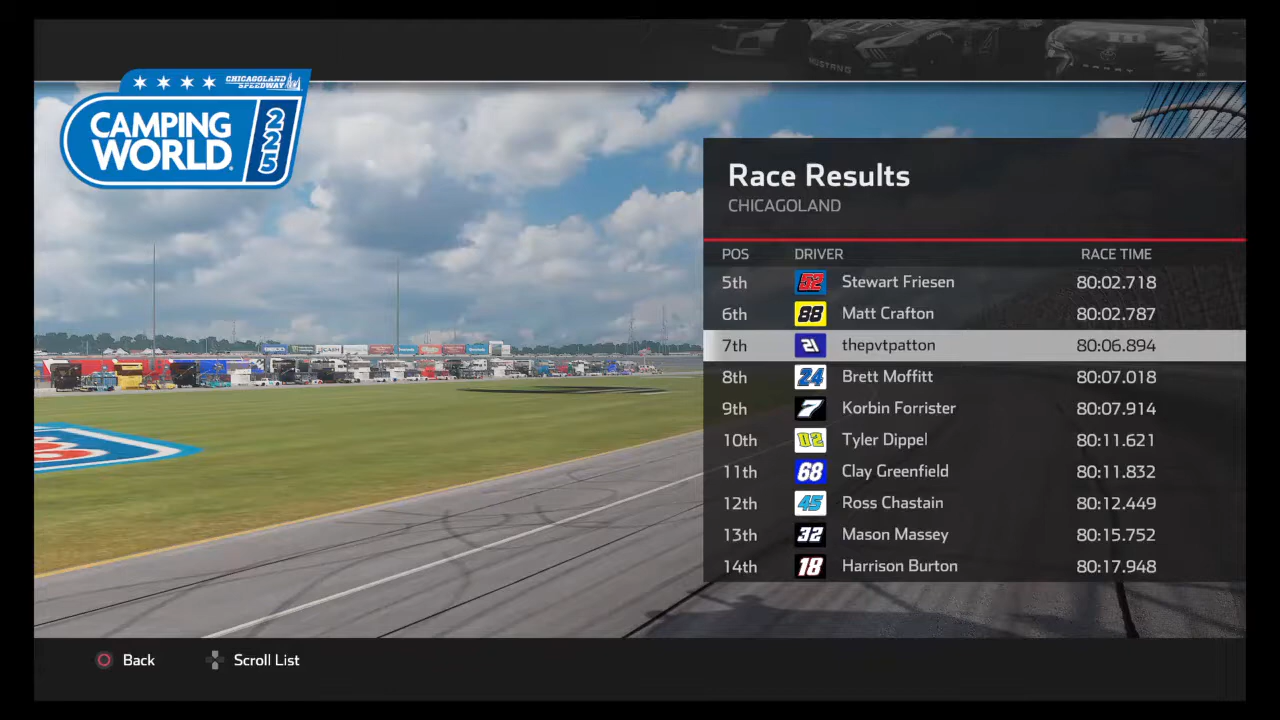 MUSTANG
CHICAGOLAND
SPEEDWAY
CAMPING
WORLD
225
Race Results
CHICAGOLAND
POS DRIVER RACE TIME
5th 52 Stewart Friesen 80:02.718
6th 88 Matt Crafton 80:02.787
7th 21 thepvtpatton 80:06.894
8th 24 Brett Moffitt 80:07.018
9th 7 Korbin Forrister 80:07.914
10th 02 Tyler Dippel 80:11.621
11th 68 Clay Greenfield 80:11.832
12th 45 Ross Chastain 80:12.449
13th 32 Mason Massey 80:15.752
14th 18 Harrison Burton 80:17.948
Back Scroll List